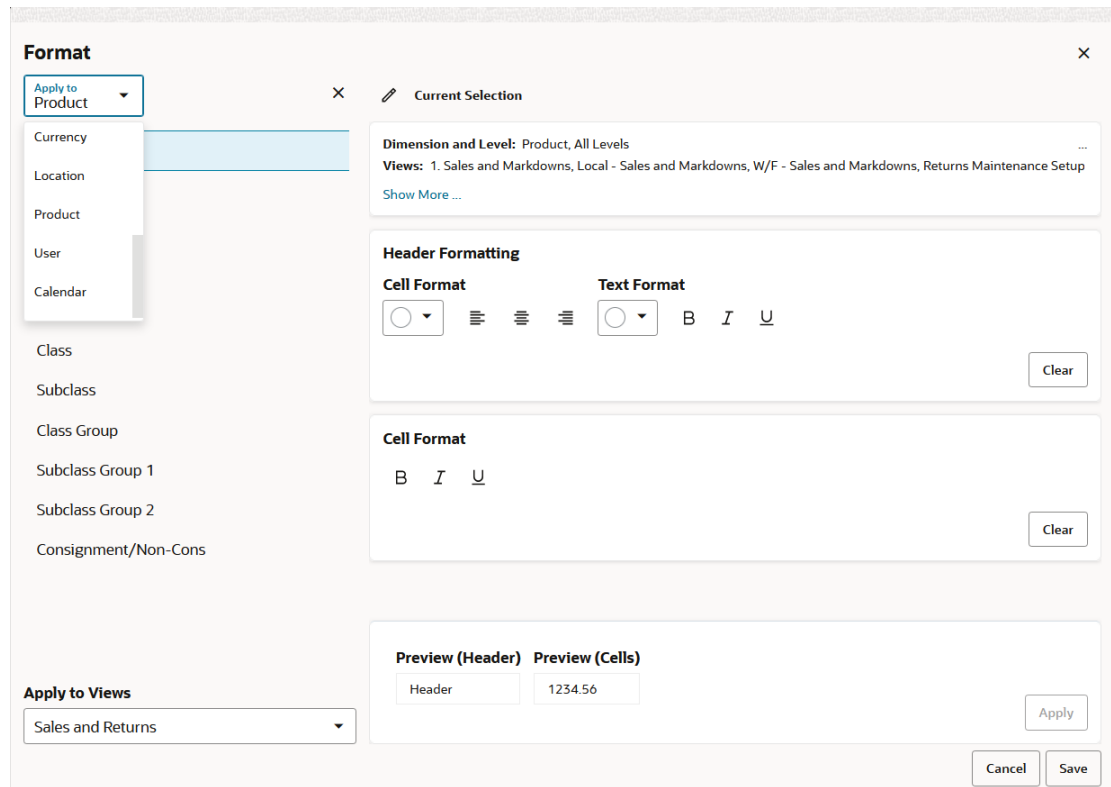 Format
Apply to
Product
Currency
Location
Product
User
Calendar
Class
Subclass
Class Group
Subclass Group 1
Subclass Group 2
Consignment/Non-Cons
Apply to Views
Sales and Returns
Current Selection
Dimension and Level: Product, All Levels
...
Views: 1. Sales and Markdowns, Local - Sales and Markdowns, W/F - Sales and Markdowns, Returns Maintenance Setup
Show More ...
Header Formatting
Cell Format Text Format
B I U
Clear
Cell Format
B I U
Clear
Preview (Header) Preview (Cells)
Header 1234.56
Apply
Cancel Save